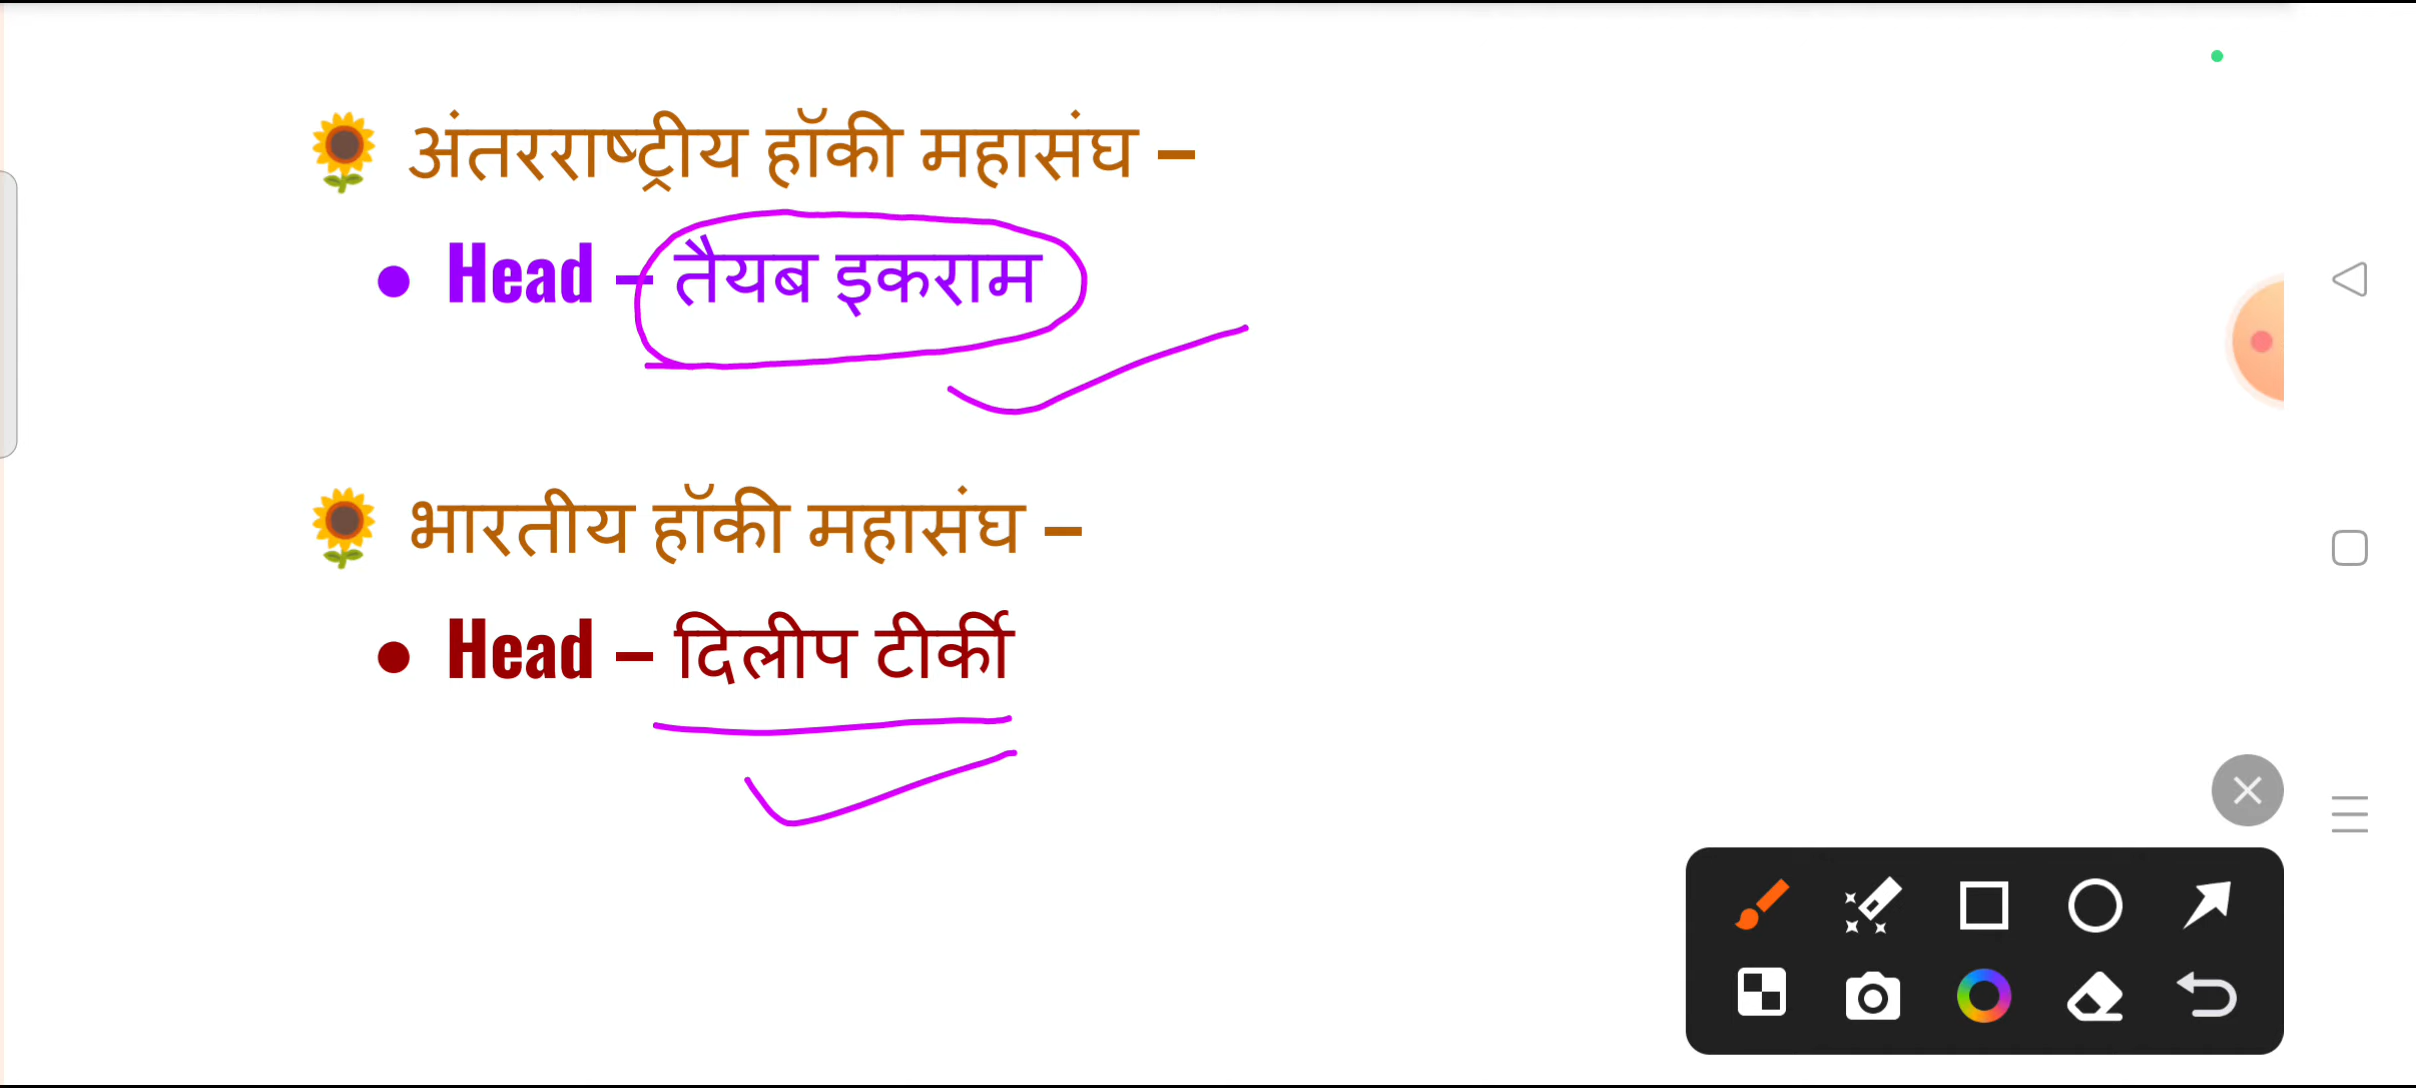 🌻 अंतरराष्ट्रीय हॉकी महासंघ –
● Head – तैयब इकराम
🌻 भारतीय हॉकी महासंघ –
● Head – दिलीप टीर्की